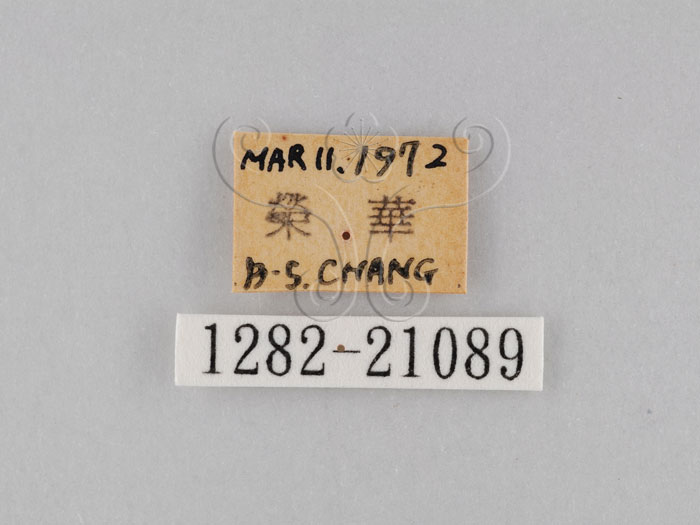 MAR 11. 1972
榮 華
B-S. CHANG
1282-21089